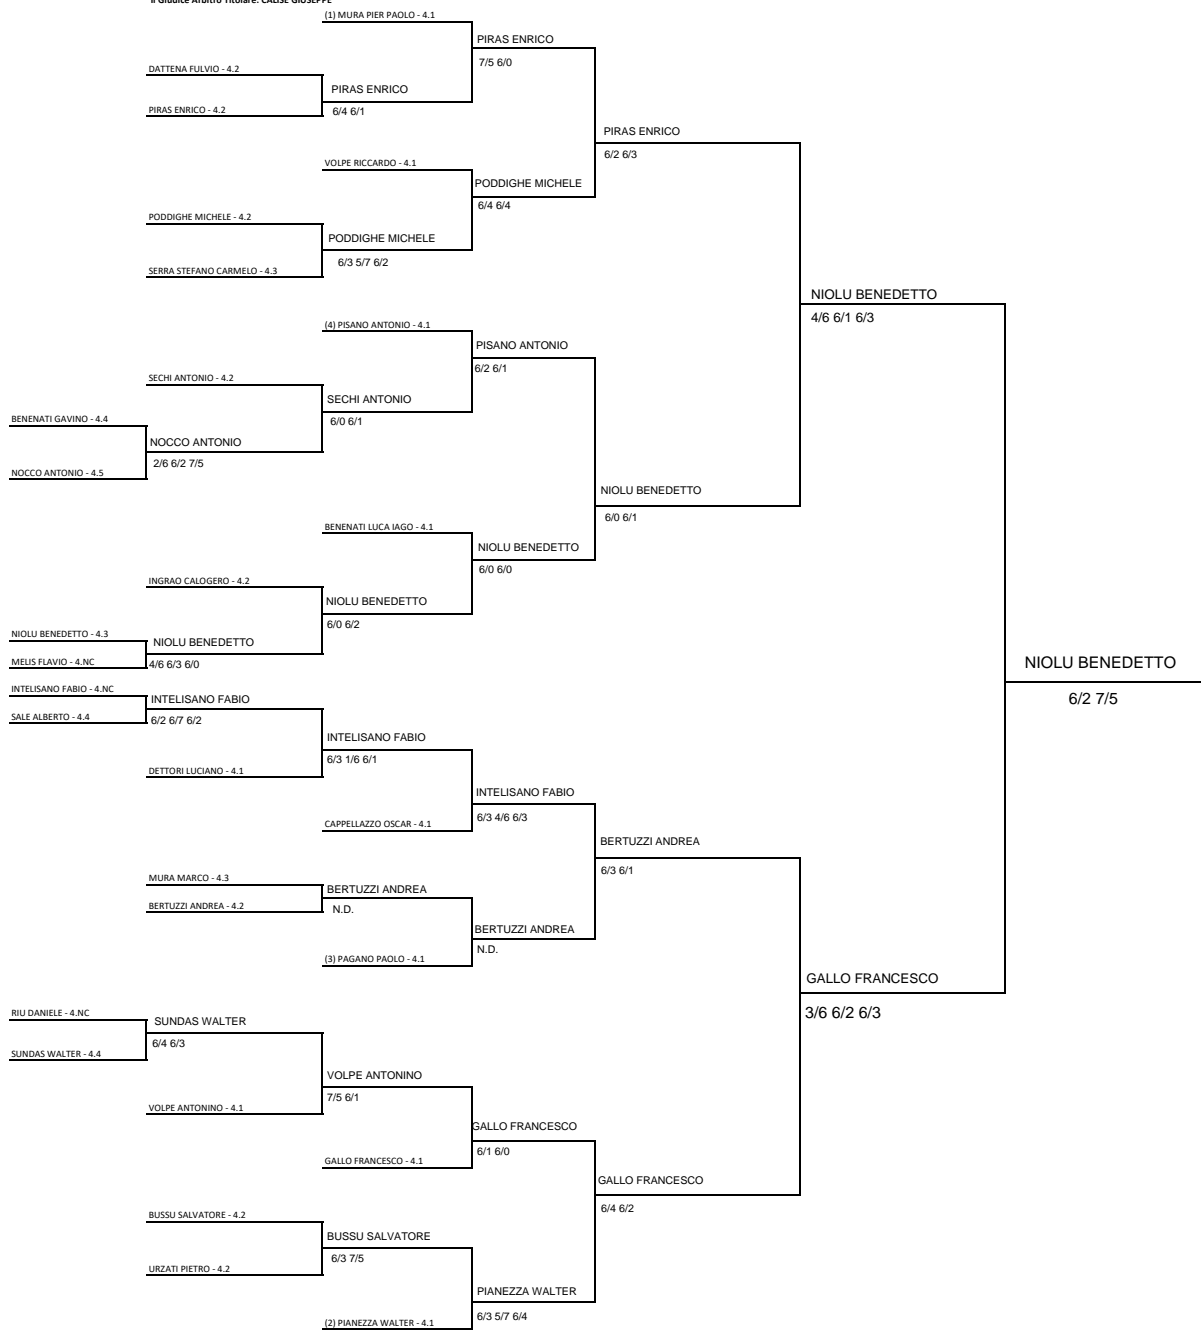 Il Giudice Arbitro Titolare: CALISE GIUSEPPE
(1) MURA PIER PAOLO - 4.1
PIRAS ENRICO
7/5 6/0
DATTENA FULVIO - 4.2
PIRAS ENRICO
PIRAS ENRICO - 4.2
6/4 6/1
PIRAS ENRICO
6/2 6/3
VOLPE RICCARDO - 4.1
PODDIGHE MICHELE
6/4 6/4
PODDIGHE MICHELE - 4.2
PODDIGHE MICHELE
6/3 5/7 6/2
SERRA STEFANO CARMELO - 4.3
NIOLU BENEDETTO
4/6 6/1 6/3
(4) PISANO ANTONIO - 4.1
PISANO ANTONIO
6/2 6/1
SECHI ANTONIO - 4.2
SECHI ANTONIO
6/0 6/1
BENENATI GAVINO - 4.4
NOCCO ANTONIO
2/6 6/2 7/5
NOCCO ANTONIO - 4.5
NIOLU BENEDETTO
6/0 6/1
BENENATI LUCA IAGO - 4.1
NIOLU BENEDETTO
6/0 6/0
INGRAO CALOGERO - 4.2
NIOLU BENEDETTO
6/0 6/2
NIOLU BENEDETTO - 4.3
NIOLU BENEDETTO
MELIS FLAVIO - 4.NC
4/6 6/3 6/0
NIOLU BENEDETTO
6/2 7/5
INTELISANO FABIO - 4.NC
INTELISANO FABIO
SALE ALBERTO - 4.4
6/2 6/7 6/2
INTELISANO FABIO
6/3 1/6 6/1
DETTORI LUCIANO - 4.1
INTELISANO FABIO
6/3 4/6 6/3
CAPPELLAZZO OSCAR - 4.1
BERTUZZI ANDREA
6/3 6/1
MURA MARCO - 4.3
BERTUZZI ANDREA
BERTUZZI ANDREA - 4.2
N.D.
BERTUZZI ANDREA
N.D.
(3) PAGANO PAOLO - 4.1
GALLO FRANCESCO
3/6 6/2 6/3
RIU DANIELE - 4.NC
SUNDAS WALTER
6/4 6/3
SUNDAS WALTER - 4.4
VOLPE ANTONINO
7/5 6/1
VOLPE ANTONINO - 4.1
GALLO FRANCESCO
6/1 6/0
GALLO FRANCESCO - 4.1
GALLO FRANCESCO
6/4 6/2
BUSSU SALVATORE - 4.2
BUSSU SALVATORE
6/3 7/5
URZATI PIETRO - 4.2
PIANEZZA WALTER
6/3 5/7 6/4
(2) PIANEZZA WALTER - 4.1